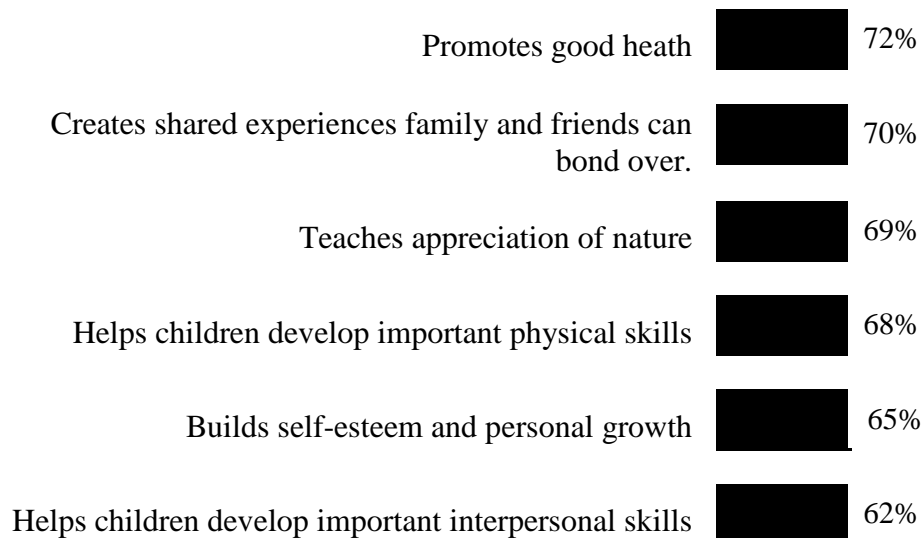 Promotes good heath 72%
Creates shared experiences family and friends can
bond over. 70%
Teaches appreciation of nature 69%
Helps children develop important physical skills 68%
Builds self-esteem and personal growth 65%
Helps children develop important interpersonal skills 62%